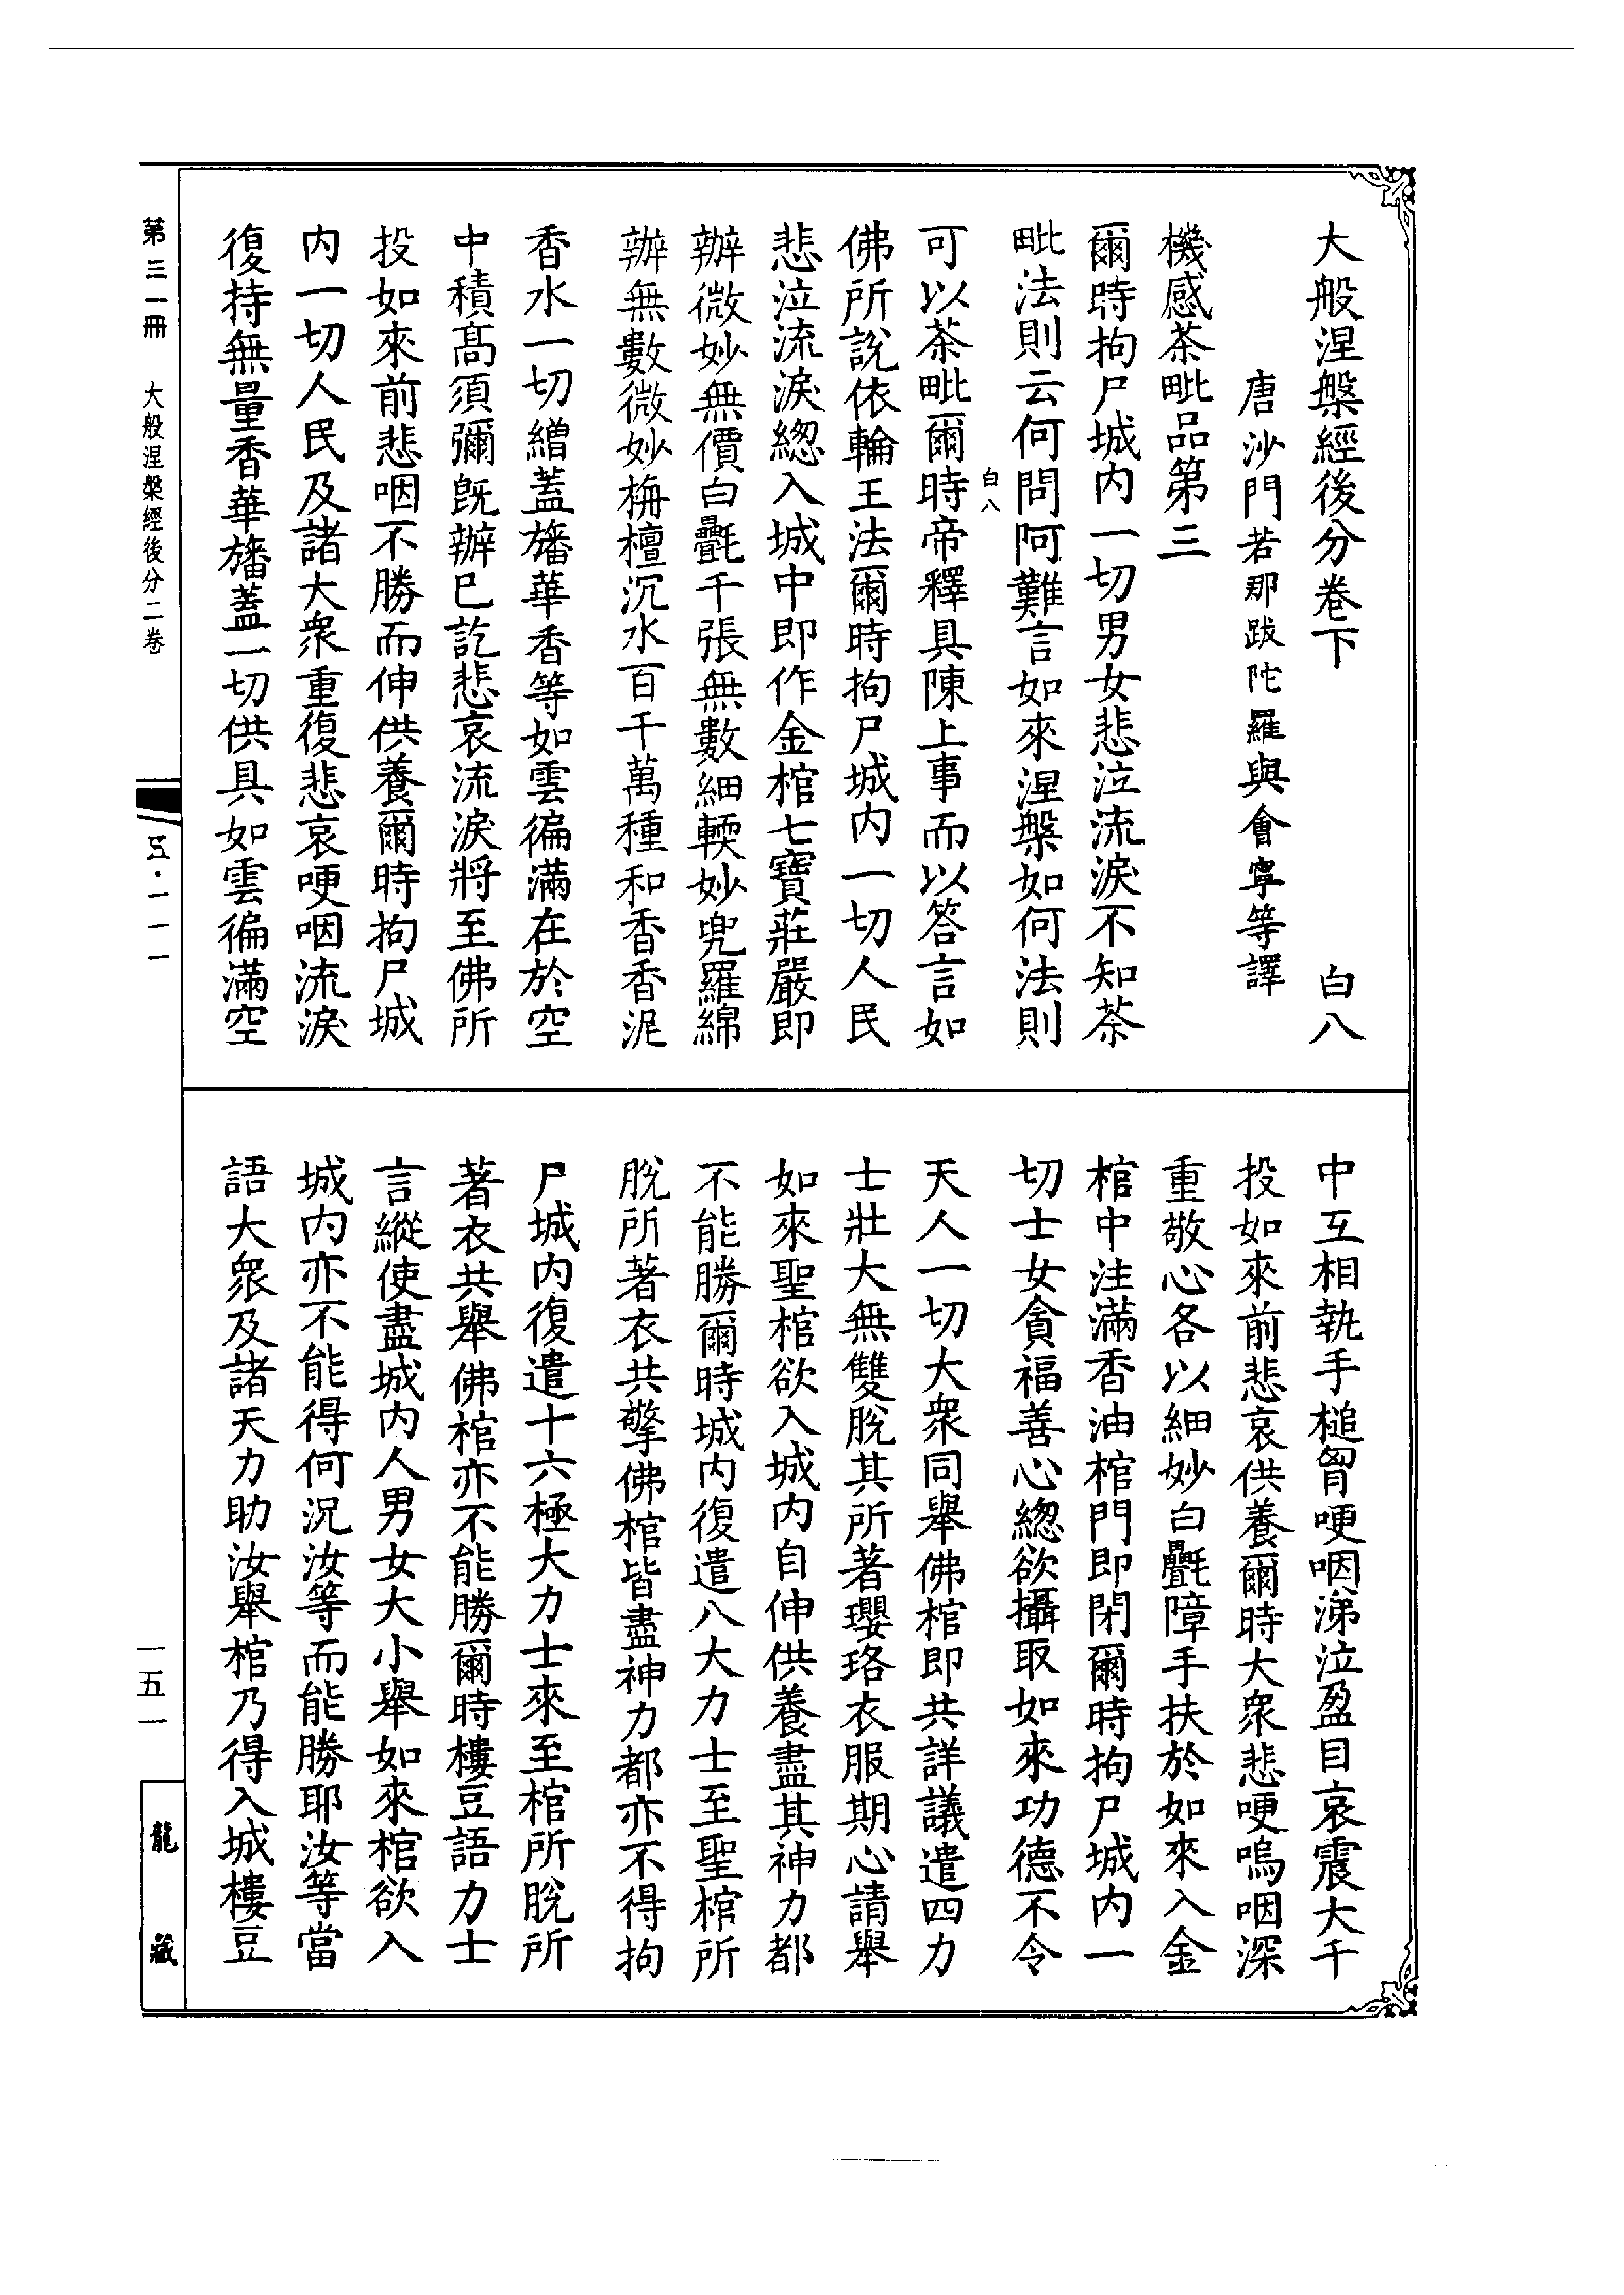 大般涅槃經後分卷下　白八
唐沙門若那跋陀羅與會寧等譯
機感荼毗品第三
爾時拘尸城内一切男女悲泣流淚不知荼
毗法則云何問阿難言如來涅槃如何法則
白八
可以荼毗爾時帝釋具陳上事而以答言如
佛所說依輪王法爾時拘尸城内一切人民
悲泣流淚緫入城中即作金棺七寶莊嚴即
辦微妙無價白㲲千張無數細輭妙兜羅綿
辦無數微妙栴檀沉水百千萬種和香香泥
香水一切繒蓋旛華香等如雲徧滿在於空
中積髙須彌旣辦已訖悲哀流淚將至佛所
投如來前悲咽不勝而伸供養爾時拘尸城
内一切人民及諸大衆重復悲哀哽咽流淚
復持無量香華旛蓋一切供具如雲徧滿空
中互相執手槌胷哽咽涕泣盈目哀震大千
投如來前悲哀供養爾時大衆悲哽嗚咽深
重敬心各以細妙白㲲障手扶於如來入金
棺中注滿香油棺門即閉爾時拘尸城内一
切士女貪福善心緫欲攝取如來功德不令
天人一切大衆同舉佛棺即共詳議遣四力
士壯大無雙脫其所著瓔珞衣服期心請舉
如來聖棺欲入城内自伸供養盡其神力都
不能勝爾時城内復遣八大力士至聖棺所
脫所著衣共擎佛棺皆盡神力都亦不得拘
尸城内復遣十六極大力士來至棺所脫所
著衣共舉佛棺亦不能勝爾時樓豆語力士
言縱使盡城内人男女大小舉如來棺欲入
城内亦不能得何況汝等而能勝耶汝等當
語大衆及諸天力助汝舉棺乃得入城樓豆
第三一冊　大般涅槃經後分二卷
五·一一一
一五一
龍藏